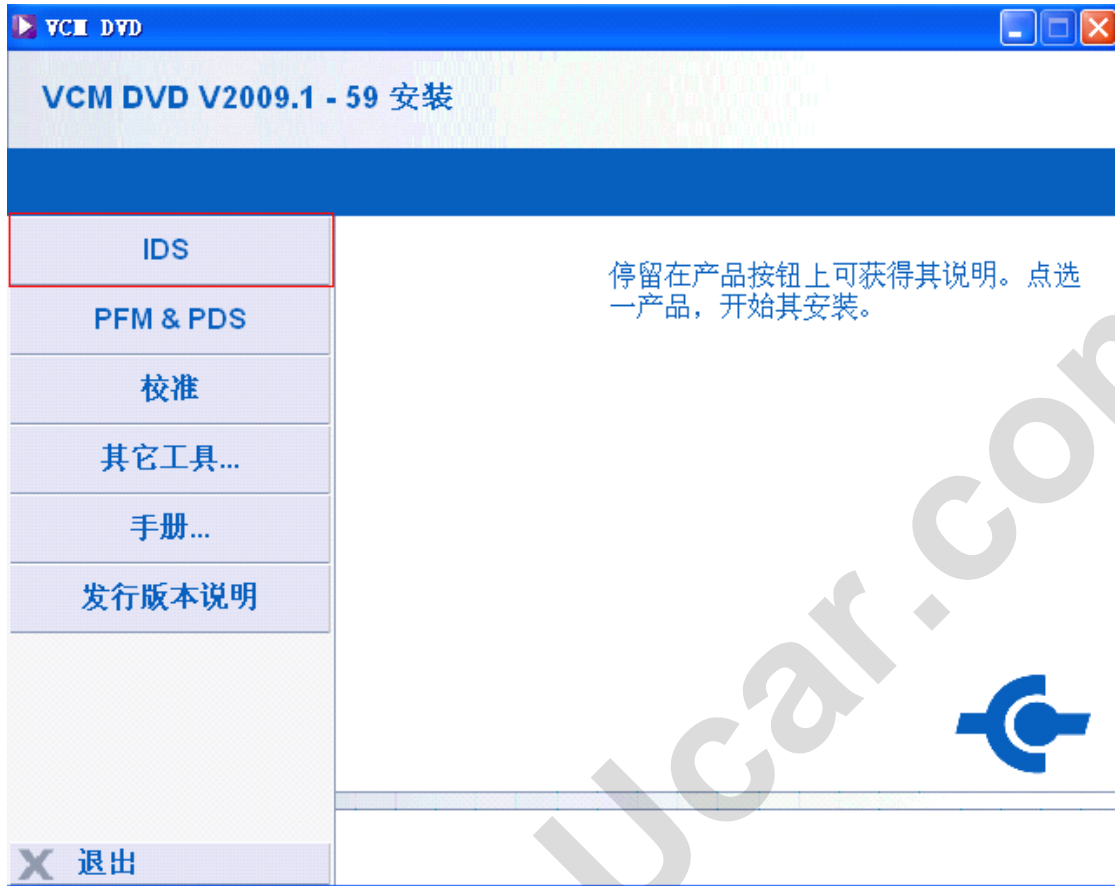 VCM DVD
VCM DVD V2009.1 - 59 安装
IDS
PFM & PDS
校准
其它工具...
手册...
发行版本说明
退出
停留在产品按钮上可获得其说明。点选
一产品，开始其安装。
Ucar.com